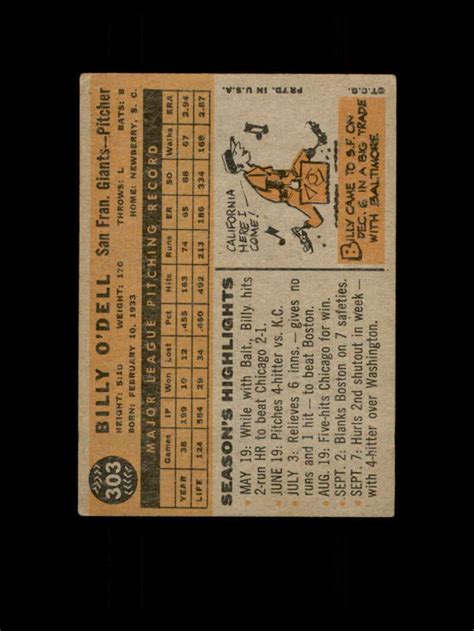 303
BILLY O'DELL
San Fran. Giants—Pitcher
HEIGHT: 5:10 WEIGHT: 170 THROWS: L BATS: B
BORN: FEBRUARY 10, 1933 HOME: NEWBERRY, S. C.
MAJOR LEAGUE PITCHING RECORD
Games IP Won Lost Pct Hits Runs ER SO Walks ERA
YEAR 38 199 10 12 .455 163 74 65 88 67 2.94
LIFE 124 584 29 34 .460 492 213 186 334 168 2.87
SEASON'S HIGHLIGHTS
MAY 19: While with Balt., Billy hits
2-run HR to beat Chicago 2-1.
JUNE 19: Pitches 4-hitter vs. K.C.
JULY 3: Relieves 6 inns.— gives no
runs and 1 hit — to beat Boston.
AUG. 19: Five-hits Chicago for win.
SEPT. 2: Blanks Boston on 7 safeties.
SEPT. 7: Hurls 2nd shutout in week—
with 4-hitter over Washington.
CALIFORNIA
HERE I
COME!
BILLY CAME TO S.F. ON
DEC. 6 IN A BIG TRADE
WITH BALTIMORE.
©T.C.G. PRTD. IN U.S.A.